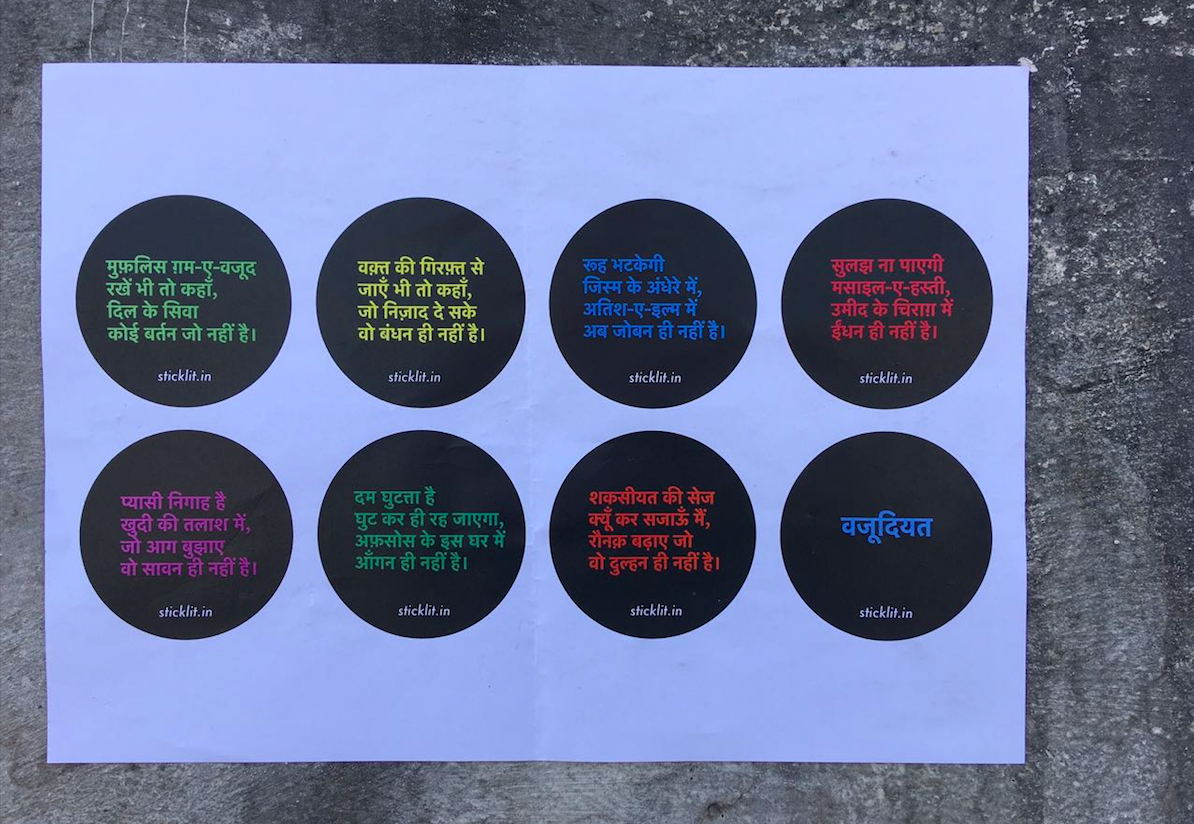 मुफ़लिस ग़म-ए-वजूद
रखें भी तो कहाँ,
दिल के सिवा
कोई बर्तन जो नहीं है।
sticklit.in
वक़्त की गिरफ़्त से
जाएँ भी तो कहाँ,
जो निज़ाद दे सके
वो बंधन ही नहीं है।
sticklit.in
रूह भटकेगी
जिस्म के अंधेरे में,
अतिश-ए-इल्म में
अब जोबन ही नहीं है।
sticklit.in
सुलझ ना पाएगी
मसाइल-ए-हस्ती,
उमीद के चिराग़ में
ईंधन ही नहीं है।
sticklit.in
प्यासी निगाह है
खुदी की तलाश में,
जो आग बुझाए
वो सावन ही नहीं है।
sticklit.in
दम घुटत्ता है
घुट कर ही रह जाएगा,
अफ़सोस के इस घर में
आँगन ही नहीं है।
sticklit.in
शकसीयत की सेज
क्यूँ कर सजाऊँ मैं,
रौनक़ बढ़ाए जो
वो दुल्हन ही नहीं है।
sticklit.in
वजूदियत
sticklit.in